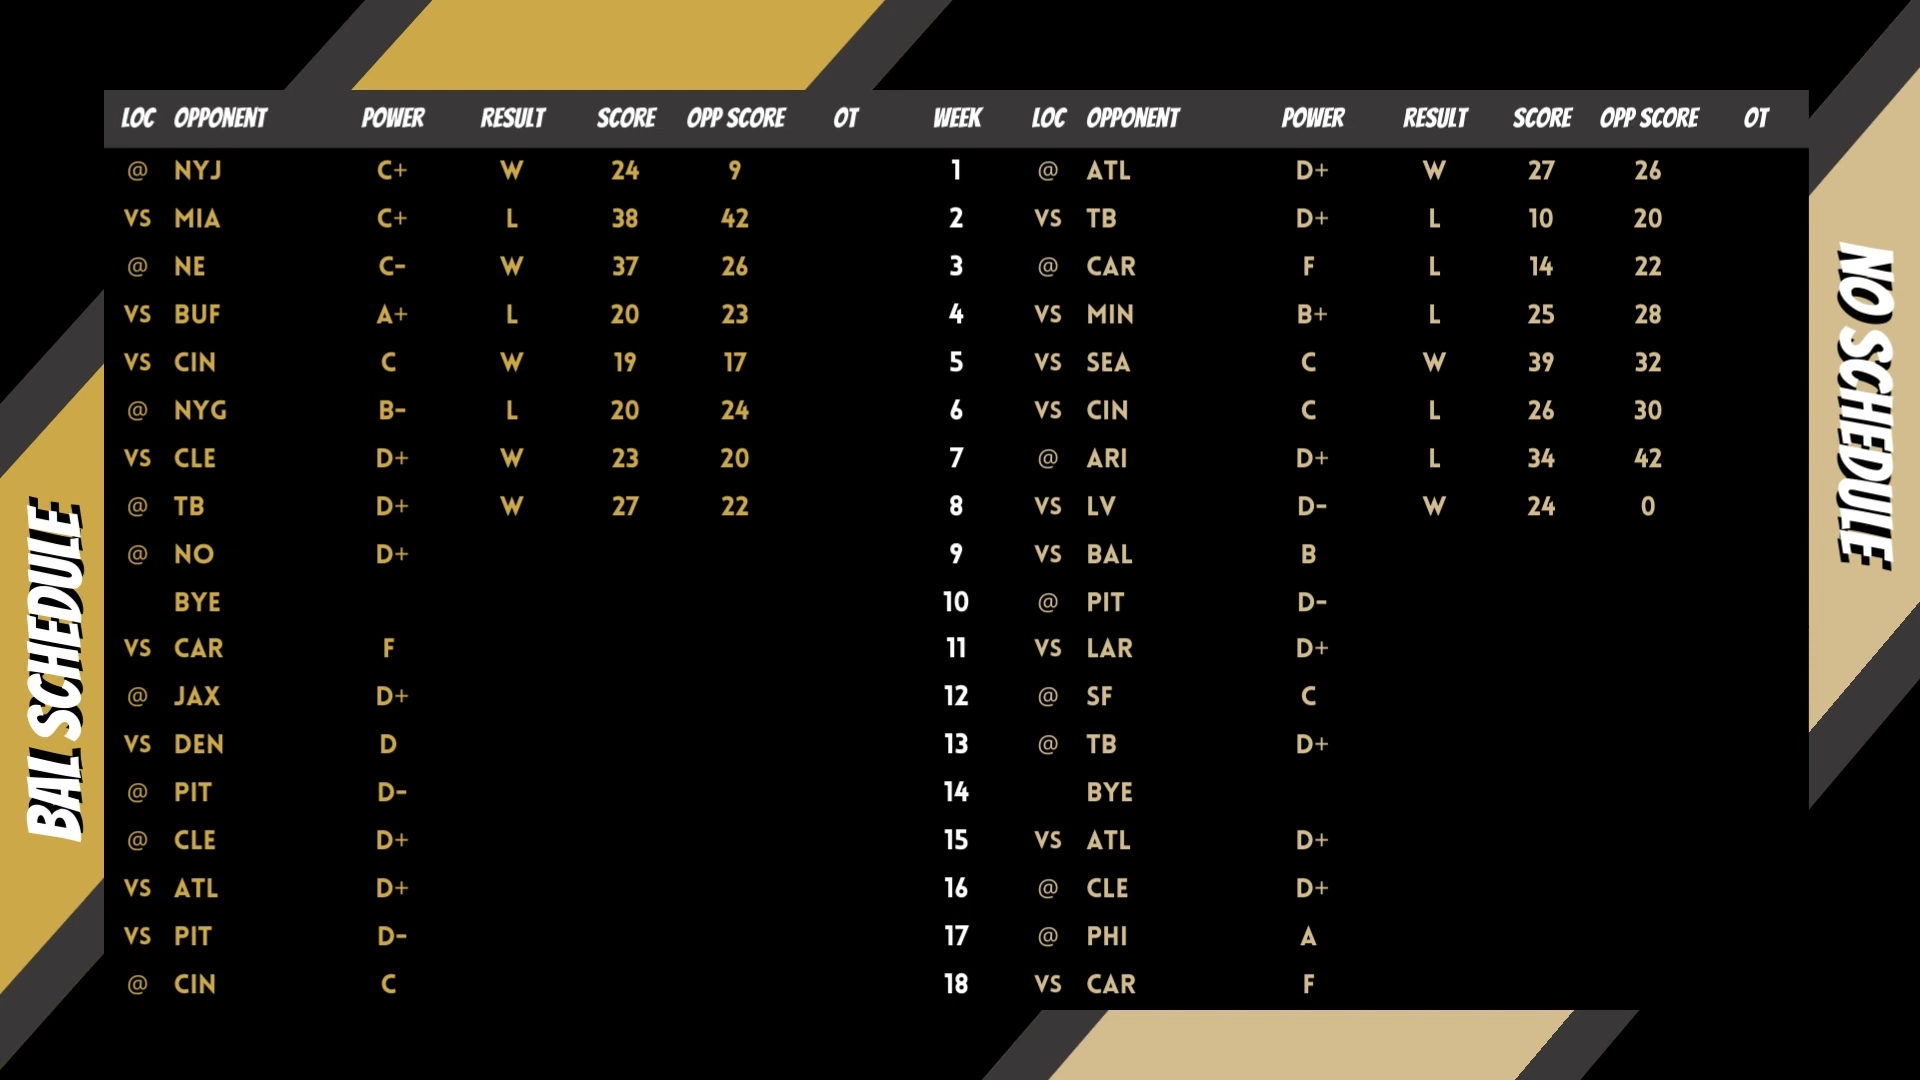 LOC OPPONENT POWER RESULT SCORE OPP SCORE OT WEEK LOC OPPONENT POWER RESULT SCORE OPP SCORE OT
@ NYJ C+ W 24 9 1 @ ATL D+ W 27 26
VS MIA C+ L 38 42 2 VS TB D+ L 10 20
@ NE C- W 37 26 3 @ CAR F L 14 22
VS BUF A+ L 20 23 4 VS MIN B+ L 25 28
VS CIN C W 19 17 5 VS SEA C W 39 32
@ NYG B- L 20 24 6 VS CIN C L 26 30
VS CLE D+ W 23 20 7 @ ARI D+ L 34 42
@ TB D+ W 27 22 8 VS LV D- W 24 0
@ NO D+ 9 VS BAL B
BYE 10 @ PIT D-
VS CAR F 11 VS LAR D+
@ JAX D+ 12 @ SF C
VS DEN D 13 @ TB D+
@ PIT D- 14 BYE
@ CLE D+ 15 VS ATL D+
VS ATL D+ 16 @ CLE D+
VS PIT D- 17 @ PHI A
@ CIN C 18 VS CAR F
BAL SCHEDULE
NO SCHEDULE